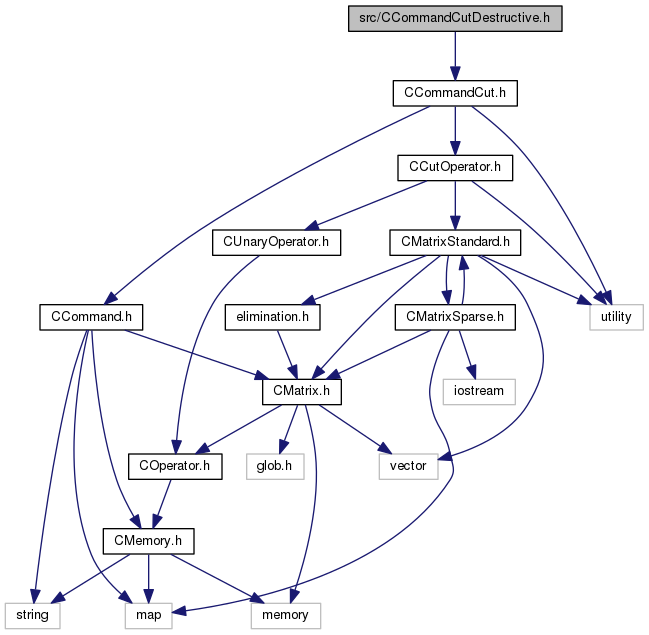 src/CCommandCutDestructive.h
CCommandCut.h
CCutOperator.h
CUnaryOperator.h
CMatrixStandard.h
CCommand.h
elimination.h
CMatrixSparse.h
utility
CMatrix.h
iostream
COperator.h
glob.h
vector
CMemory.h
string
map
memory